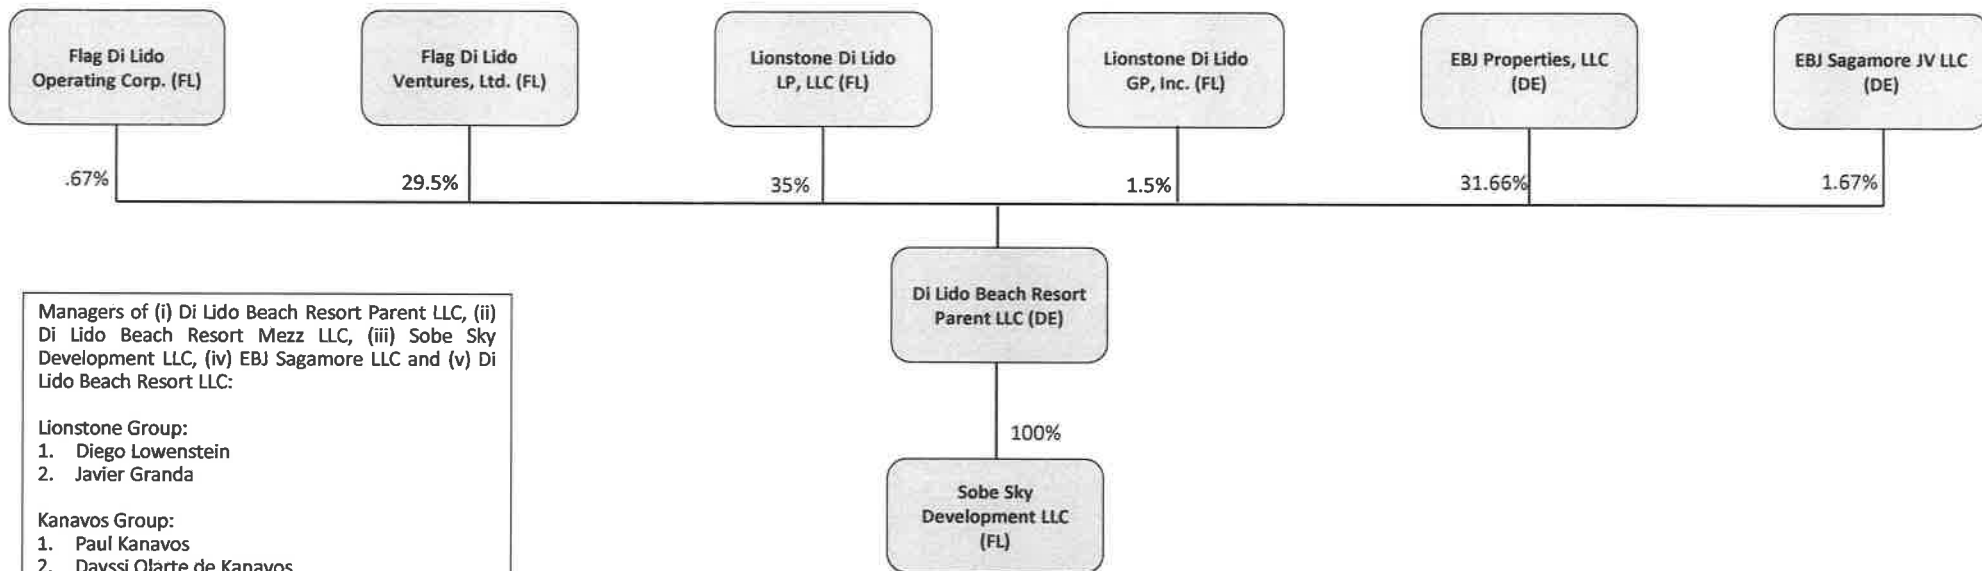 Flag Di Lido
Operating Corp. (FL)
Flag Di Lido
Ventures, Ltd. (FL)
Lionstone Di Lido
LP, LLC (FL)
Lionstone Di Lido
GP, Inc. (FL)
EBJ Properties, LLC
(DE)
EBJ Sagamore JV LLC
(DE)
.67%
29.5%
35%
1.5%
31.66%
1.67%
Di Lido Beach Resort
Parent LLC (DE)
100%
Sobe Sky
Development LLC
(FL)
Managers of (i) Di Lido Beach Resort Parent LLC, (ii)
Di Lido Beach Resort Mezz LLC, (iii) Sobe Sky
Development LLC, (iv) EBJ Sagamore LLC and (v) Di
Lido Beach Resort LLC:
Lionstone Group:
1. Diego Lowenstein
2. Javier Granda
Kanavos Group:
1. Paul Kanavos
2. Dayssi Olarte de Kanavos